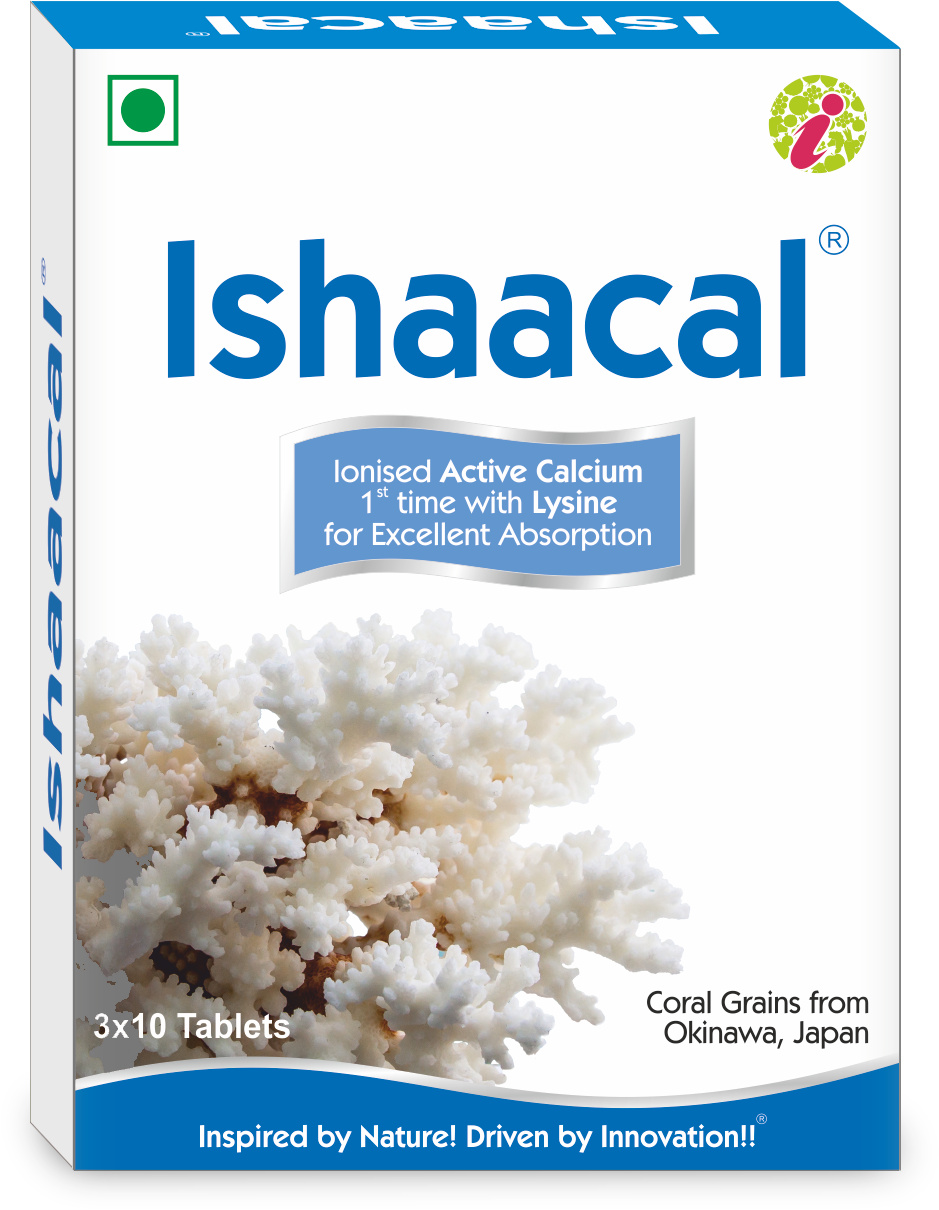 Ishaacal®
Ishaacal®
Ishaacal®
Ionised Active Calcium
1st time with Lysine
for Excellent Absorption
3x10 Tablets
Coral Grains from
Okinawa, Japan
Inspired by Nature! Driven by Innovation!!®
i